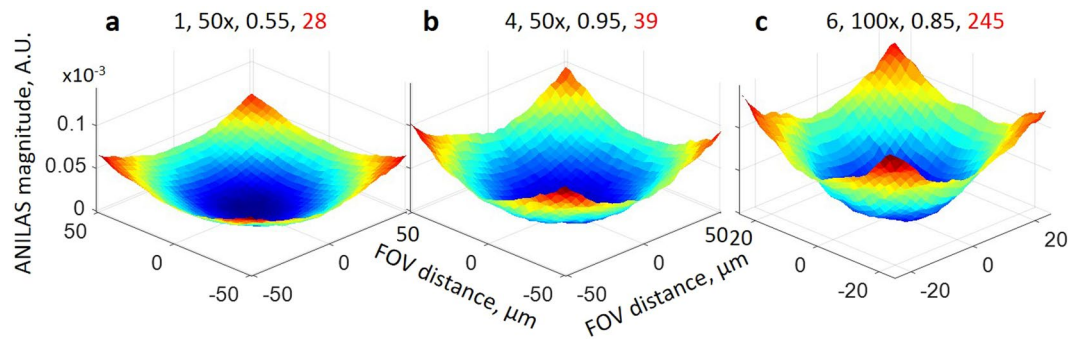 a 1, 50x, 0.55, 28
b 4, 50x, 0.95, 39
c 6, 100x, 0.85, 245
ANILAS magnitude, A.U.
x10-3
0.1
0.05
0
50
0
-50
-50
0
50
FOV distance, µm
0
-50
-50
0
50
FOV distance, µm
20
0
-20
-20
0
20